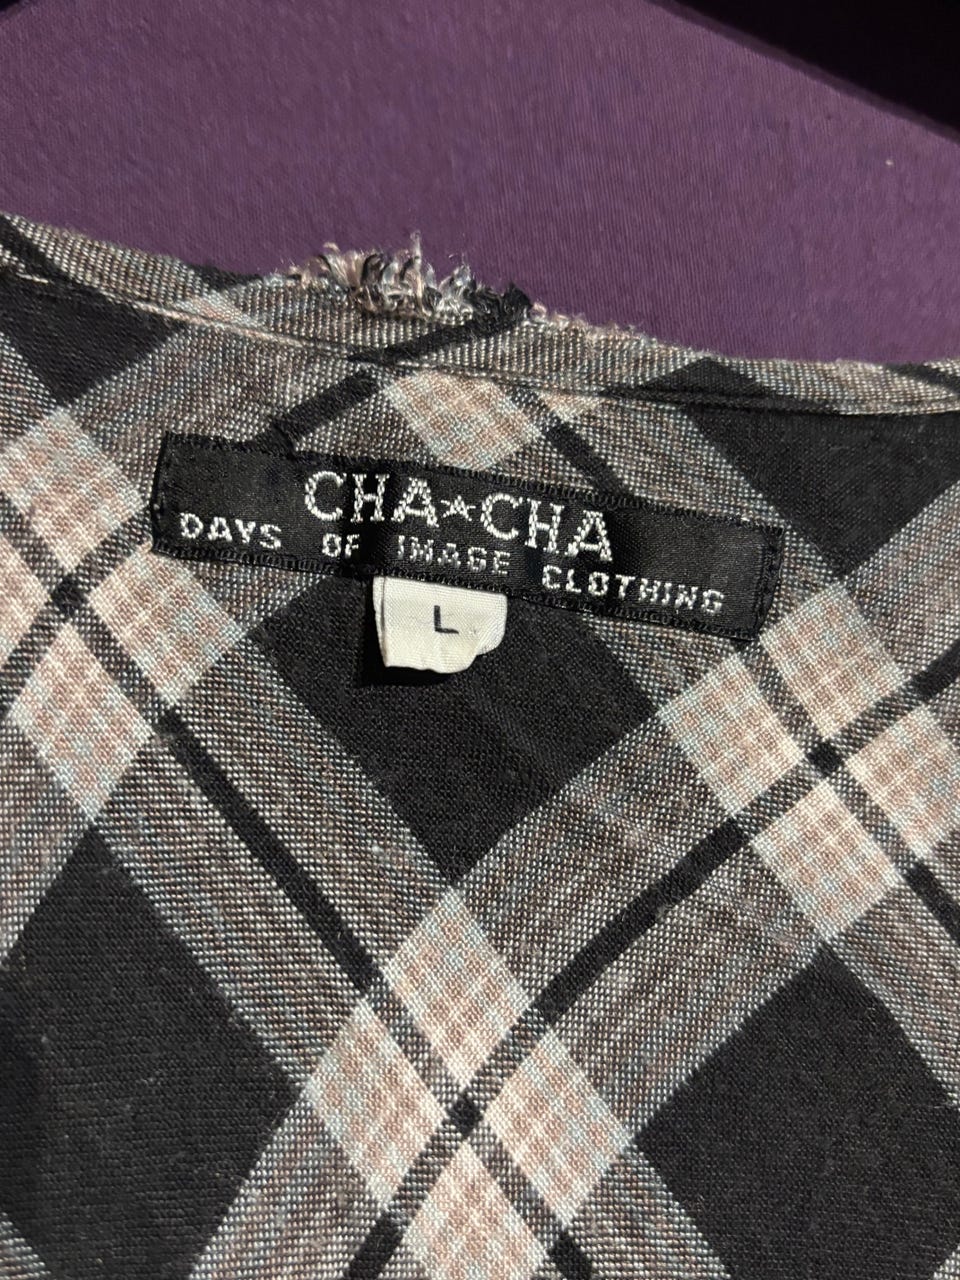 CHA★CHA
DAYS OF IMAGE CLOTHING
L